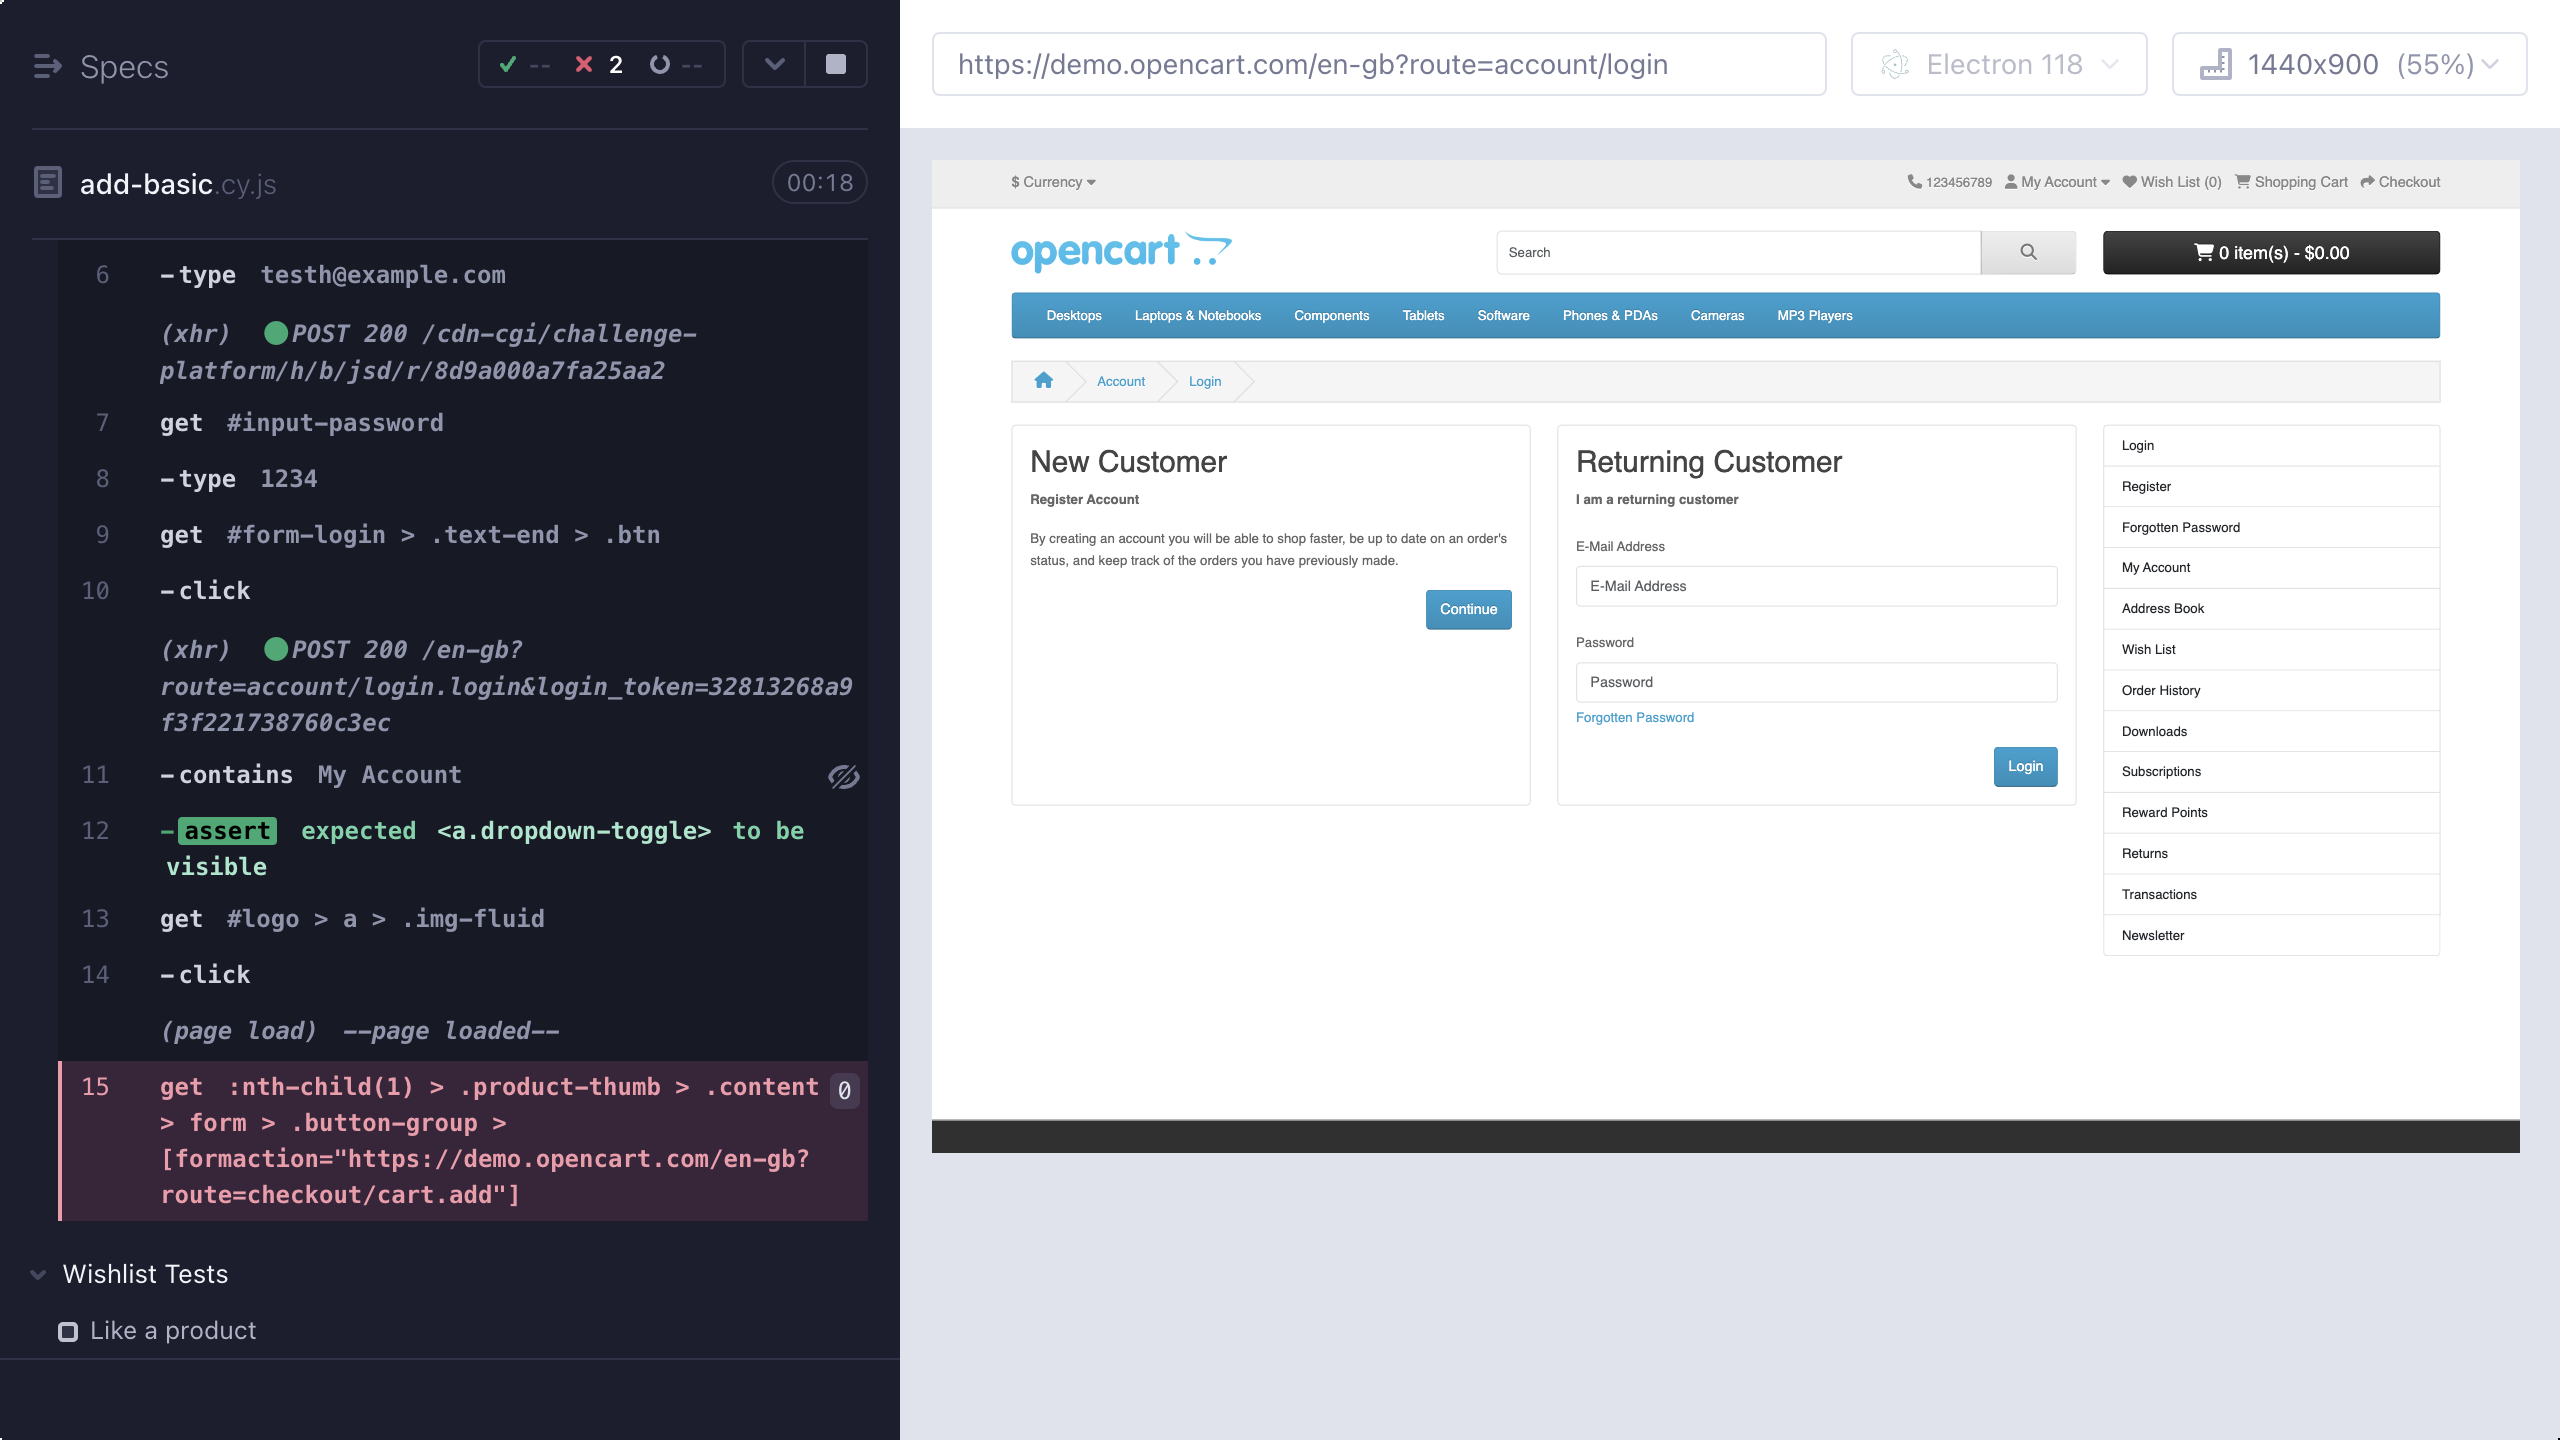 Specs
-- 2 --
add-basic.cy.js
00:18
6 -type testh@example.com
(xhr) POST 200 /cdn-cgi/challenge-
platform/h/b/jsd/r/8d9a000a7fa25aa2
7 get #input-password
8 -type 1234
9 get #form-login > .text-end > .btn
10 -click
(xhr) POST 200 /en-gb?
route=account/login.login&login_token=32813268a9
f3f221738760c3ec
11 -contains My Account
12 -assert expected <a.dropdown-toggle> to be
visible
13 get #logo > a > .img-fluid
14 -click
(page load) --page loaded--
15 get :nth-child(1) > .product-thumb > .content 0
> form > .button-group >
[formaction="https://demo.opencart.com/en-gb?
route=checkout/cart.add"]
Wishlist Tests
Like a product
https://demo.opencart.com/en-gb?route=account/login
Electron 118
1440x900 (55%)
$ Currency
123456789 My Account Wish List (0) Shopping Cart Checkout
opencart
Search
0 item(s) - $0.00
Desktops Laptops & Notebooks Components Tablets Software Phones & PDAs Cameras MP3 Players
Account Login
New Customer
Register Account
By creating an account you will be able to shop faster, be up to date on an order's
status, and keep track of the orders you have previously made.
Continue
Returning Customer
I am a returning customer
E-Mail Address
E-Mail Address
Password
Password
Forgotten Password
Login
Login
Register
Forgotten Password
My Account
Address Book
Wish List
Order History
Downloads
Subscriptions
Reward Points
Returns
Transactions
Newsletter